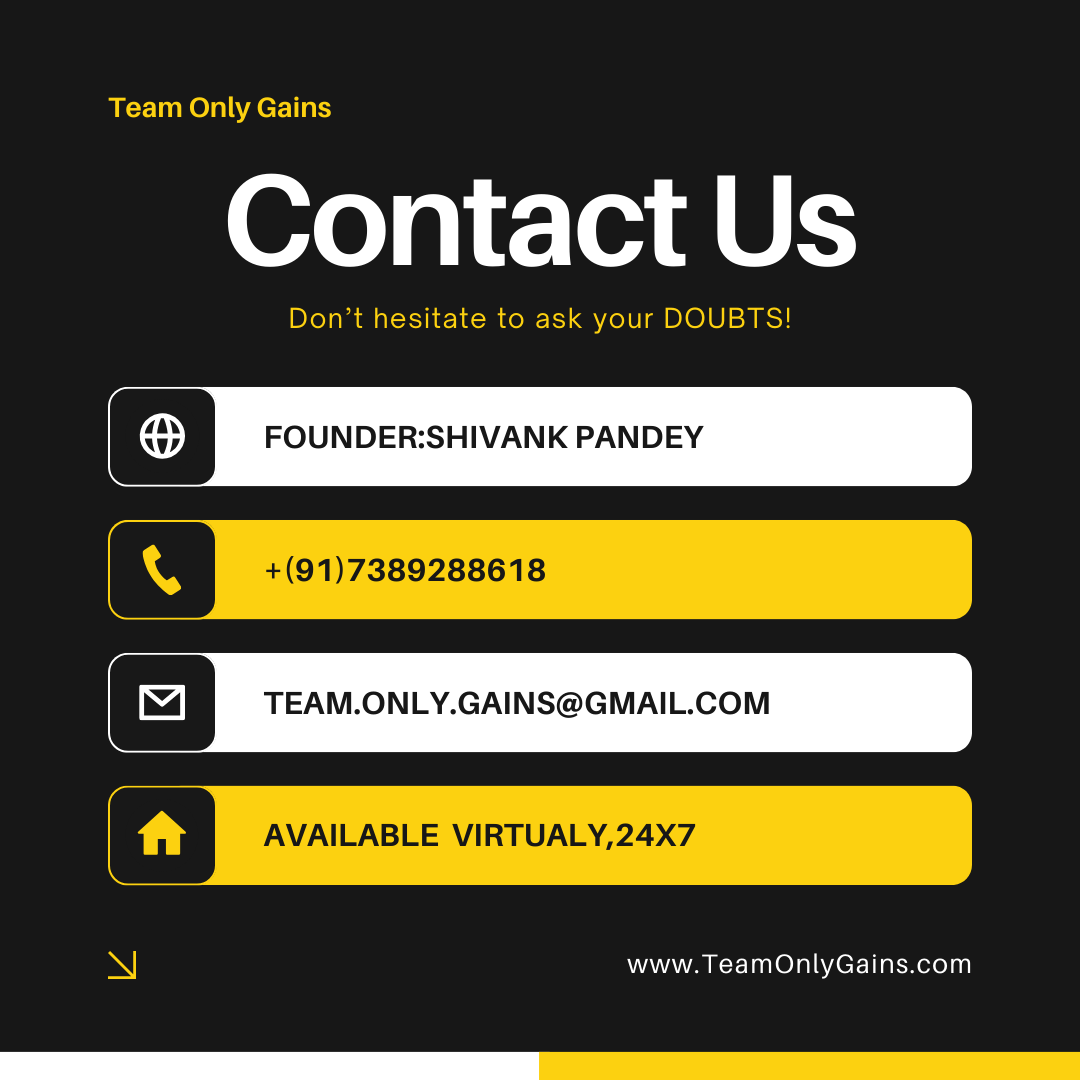 Team Only Gains
Contact Us
Don’t hesitate to ask your DOUBTS!
FOUNDER:SHIVANK PANDEY
+(91)7389288618
TEAM.ONLY.GAINS@GMAIL.COM
AVAILABLE  VIRTUALY,24X7
www.TeamOnlyGains.com